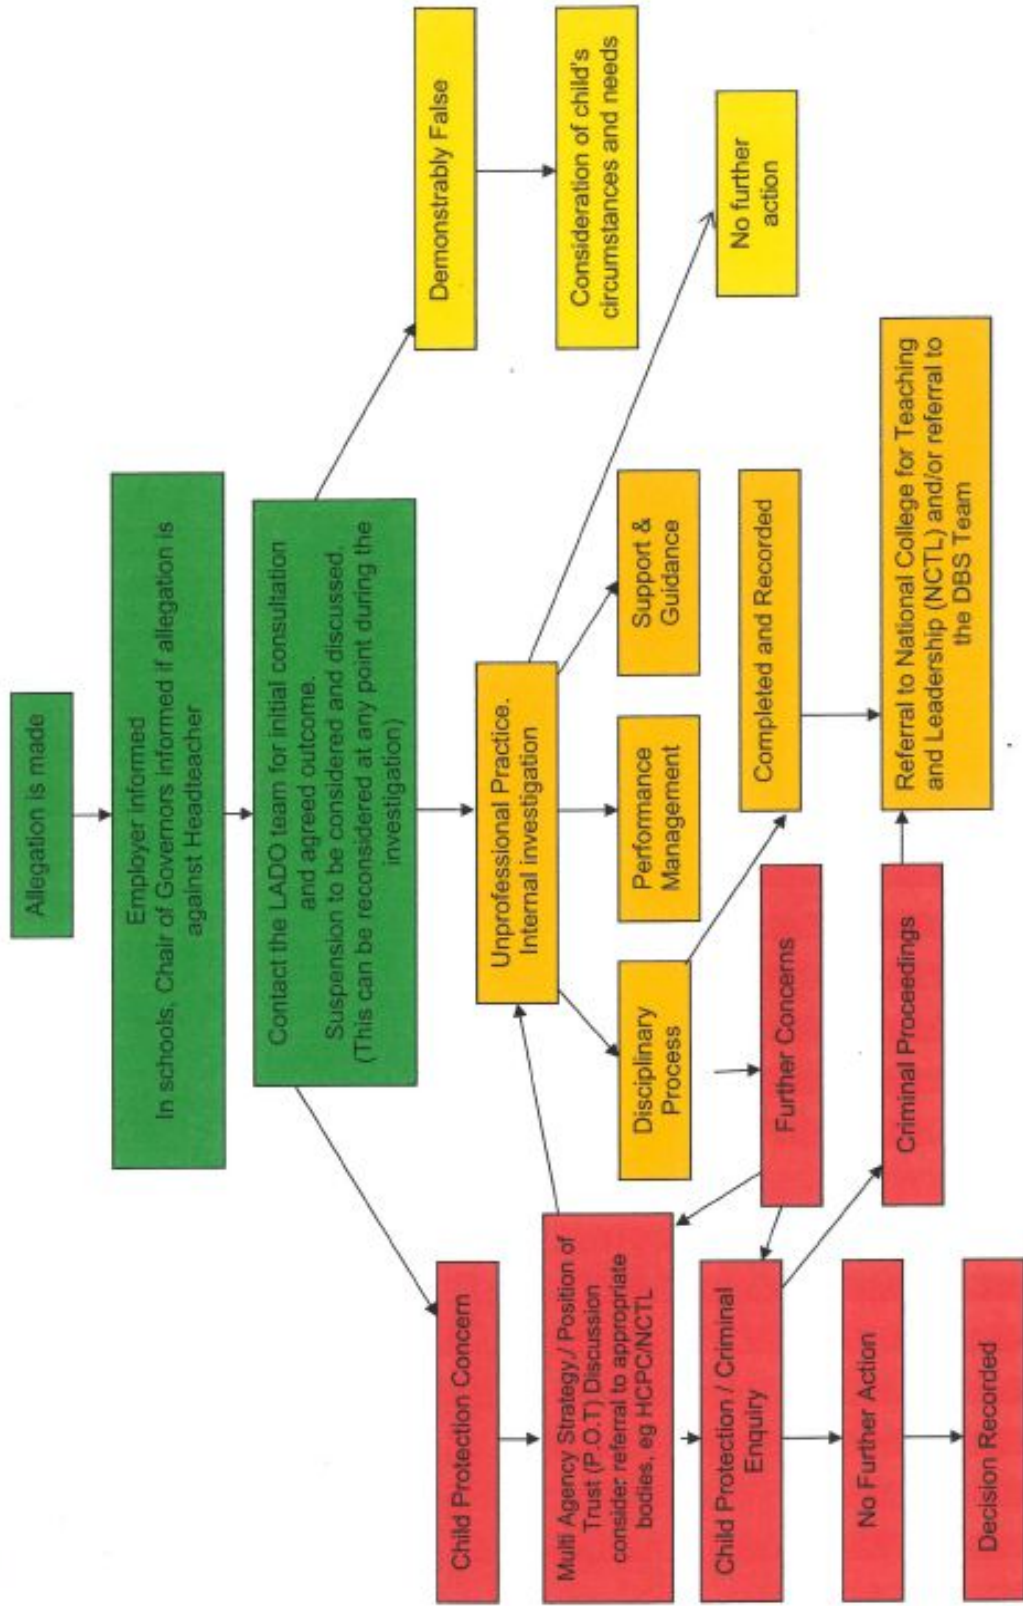 Allegation is made
Employer informed
In schools, Chair of Governors informed if allegation is
against Headteacher
Contact the LADO team for initial consultation
and agreed outcome.
Suspension to be considered and discussed.
(This can be reconsidered at any point during the
investigation)
Child Protection Concern
Multi Agency Strategy / Position of
Trust (P.O.T) Discussion
consider referral to appropriate
bodies, eg HCPC/NCTL
Child Protection / Criminal
Enquiry
No Further Action
Decision Recorded
Unprofessional Practice.
Internal investigation
Disciplinary
Process
Performance
Management
Support &
Guidance
Further Concerns
Criminal Proceedings
Completed and Recorded
Referral to National College for Teaching
and Leadership (NCTL) and/or referral to
the DBS Team
Demonstrably False
Consideration of child's
circumstances and needs
No further
action